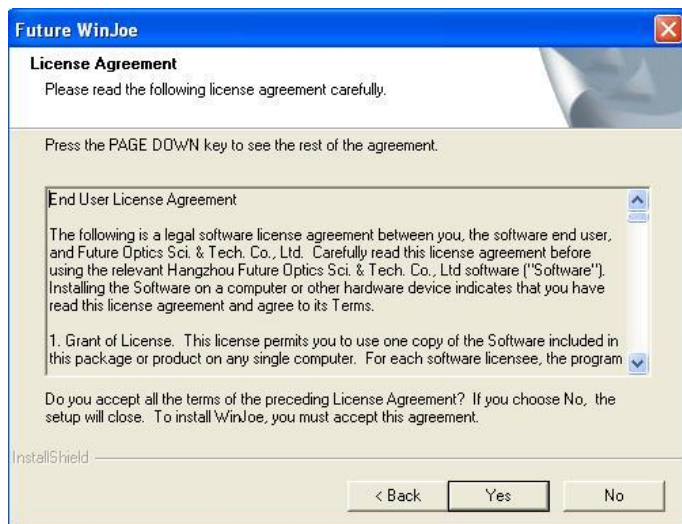 Future WinJoe
License Agreement
Please read the following license agreement carefully.
Press the PAGE DOWN key to see the rest of the agreement.
End User License Agreement
The following is a legal software license agreement between you, the software end user,
and Future Optics Sci. & Tech. Co., Ltd.  Carefully read this license agreement before
using the relevant Hangzhou Future Optics Sci. & Tech. Co., Ltd software ("Software").
Installing the Software on a computer or other hardware device indicates that you have
read this license agreement and agree to its Terms.
1. Grant of License.  This license permits you to use one copy of the Software included in
this package or product on any single computer.  For each software licensee, the program
Do you accept all the terms of the preceding License Agreement?  If you choose No,  the
setup will close.  To install WinJoe, you must accept this agreement.
InstallShield
< Back
Yes
No